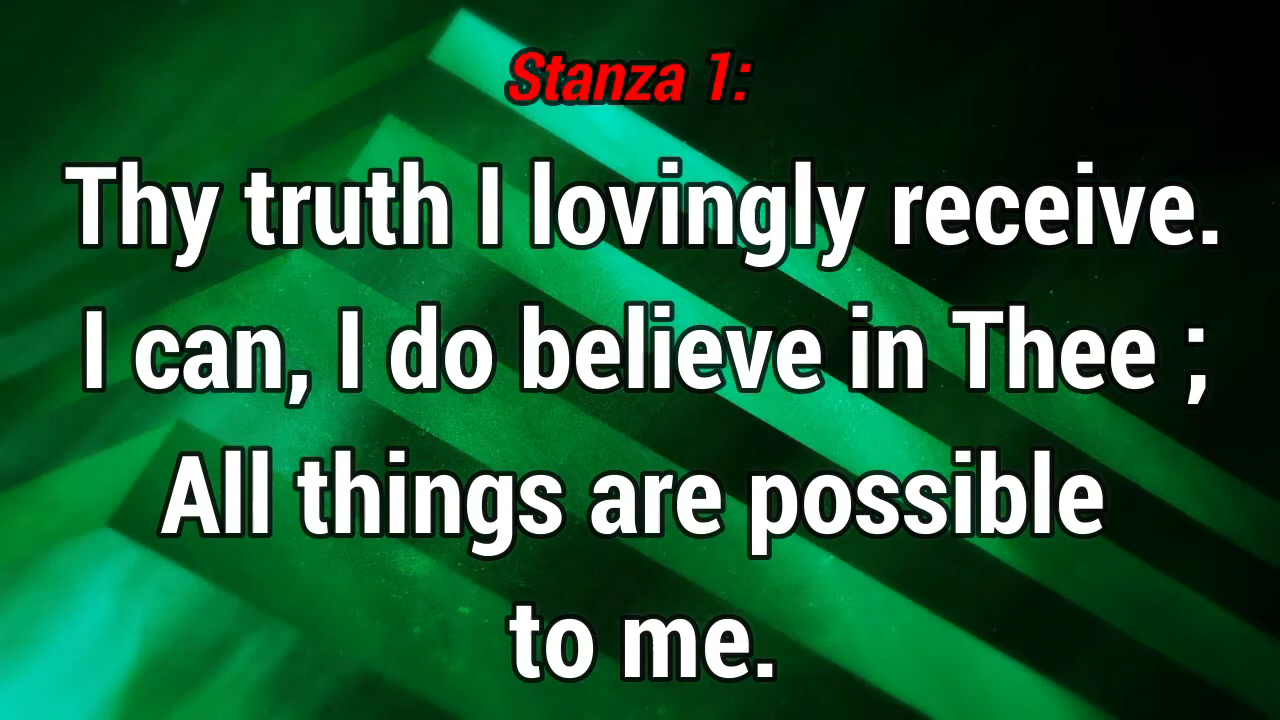 Stanza 1:
Thy truth I lovingly receive.
I can, I do believe in Thee ;
All things are possible
to me.